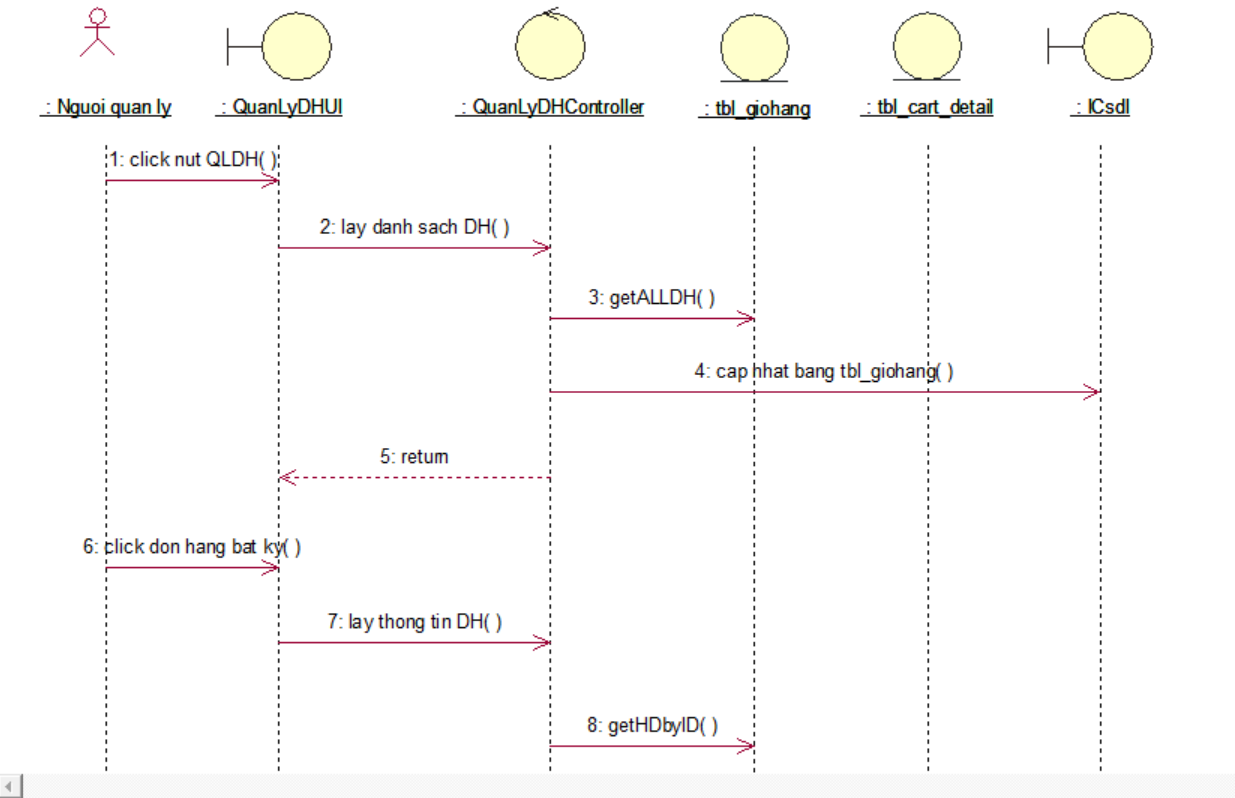 : Nguoi quan ly
: QuanLyDHUI
: QuanLyDHController
: tbl_giohang
: tbl_cart_detail
: ICsdl
1: click nut QLDH( )
2: lay danh sach DH( )
3: getALLDH( )
4: cap nhat bang tbl_giohang( )
5: return
6: click don hang bat ky( )
7: lay thong tin DH( )
8: getHDbyID( )